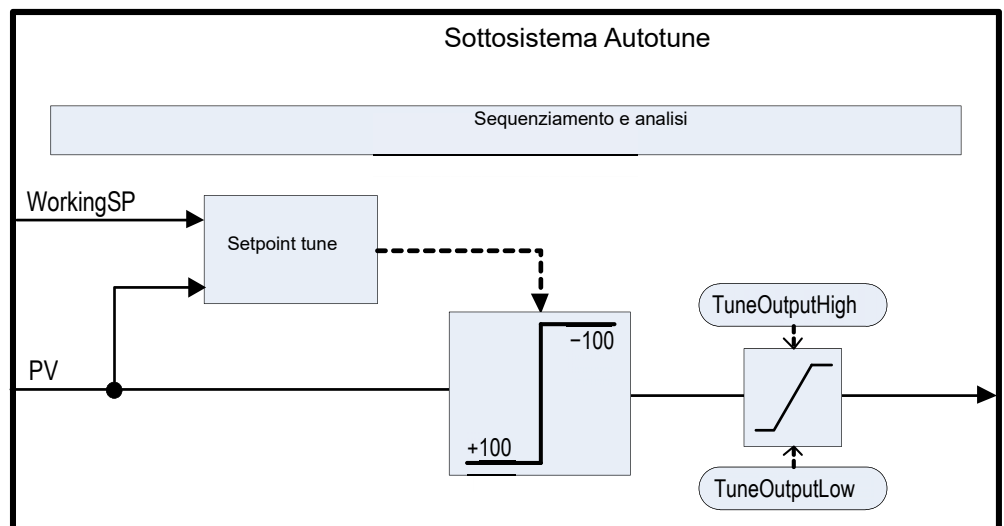 Sottosistema Autotune
Sequenziamento e analisi
WorkingSP
Setpoint tune
TuneOutputHigh
−100
PV
+100
TuneOutputLow